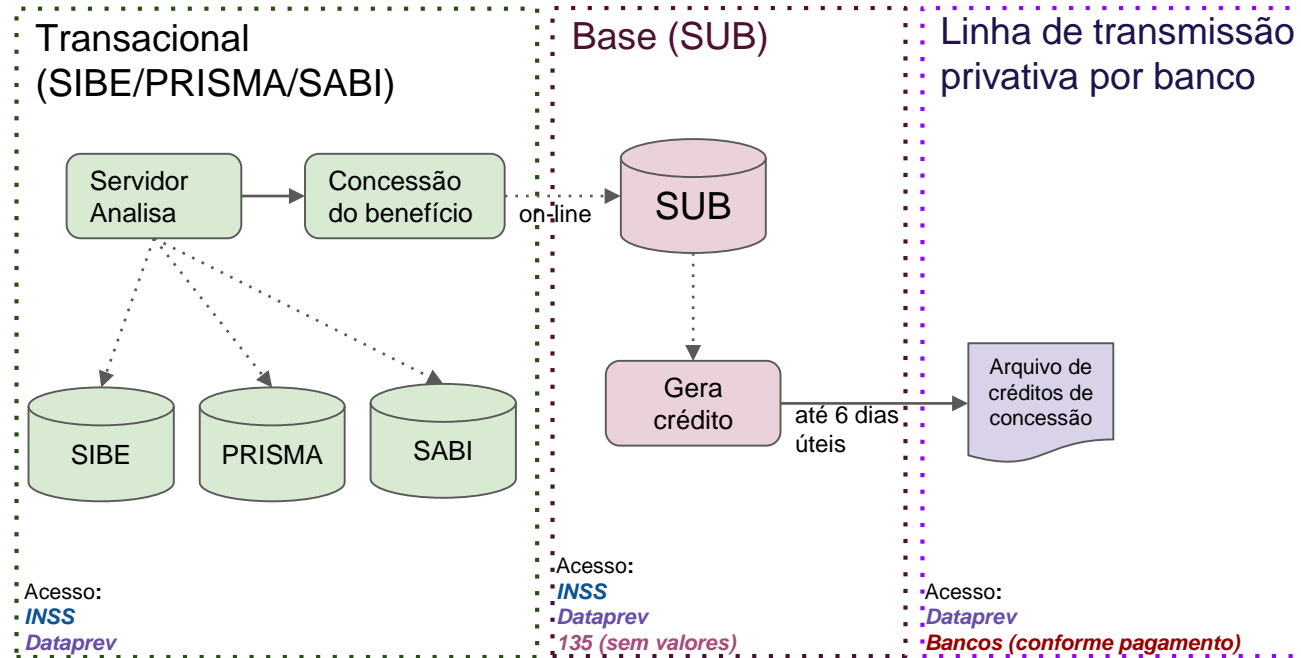 Transacional
(SIBE/PRISMA/SABI)
Servidor
Analisa
Concessão
do benefício
on-line
SIBE
PRISMA
SABI
Acesso:
INSS
Dataprev
Base (SUB)
SUB
Gera
crédito
até 6 dias
úteis
Acesso:
INSS
Dataprev
135 (sem valores)
Linha de transmissão
privativa por banco
Arquivo de
créditos de
concessão
Acesso:
Dataprev
Bancos (conforme pagamento)